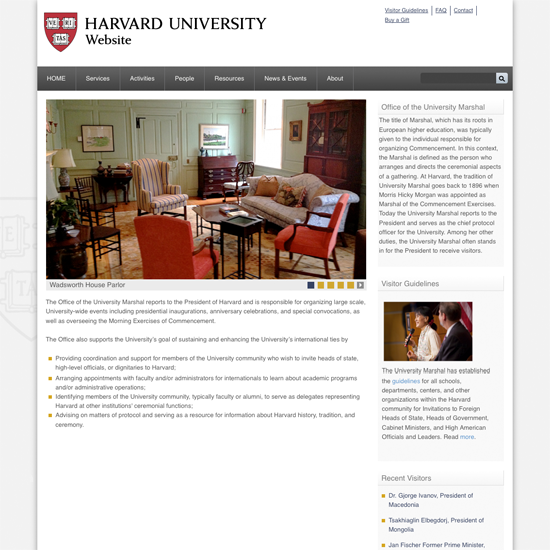 VE RI
TAS
HARVARD UNIVERSITY
Website
Visitor Guidelines FAQ Contact
Buy a Gift
HOME Services Activities People Resources News & Events About
Wadsworth House Parlor
The Office of the University Marshal reports to the President of Harvard and is responsible for organizing large scale,
University-wide events including presidential inaugurations, anniversary celebrations, and special convocations, as
well as overseeing the Morning Exercises of Commencement.
The Office also supports the University's goal of sustaining and enhancing the University's international ties by
Providing coordination and support for members of the University community who wish to invite heads of state,
high-level officials, or dignitaries to Harvard;
Arranging appointments with faculty and/or administrators for internationals to learn about academic programs
and/or administrative operations;
Identifying members of the University community, typically faculty or alumni, to serve as delegates representing
Harvard at other institutions' ceremonial functions;
Advising on matters of protocol and serving as a resource for information about Harvard history, tradition, and
ceremony.
Office of the University Marshal
The title of Marshal, which has its roots in
European higher education, was typically
given to the individual responsible for
organizing Commencement. In this context,
the Marshal is defined as the person who
arranges and directs the ceremonial aspects
of a gathering. At Harvard, the tradition of
University Marshal goes back to 1896 when
Morris Hicky Morgan was appointed as
Marshal of the Commencement Exercises.
Today the University Marshal reports to the
President and serves as the chief protocol
officer for the University. Among her other
duties, the University Marshal often stands
in for the President to receive visitors.
Visitor Guidelines
The University Marshal has established
the guidelines for all schools,
departments, centers, and other
organizations within the Harvard
community for Invitations to Foreign
Heads of State, Heads of Government,
Cabinet Ministers, and High American
Officials and Leaders. Read more.
Recent Visitors
Dr. Gjorge Ivanov, President of
Macedonia
Tsakhiaglin Elbegdorj, President of
Mongolia
Jan Fischer Former Prime Minister,